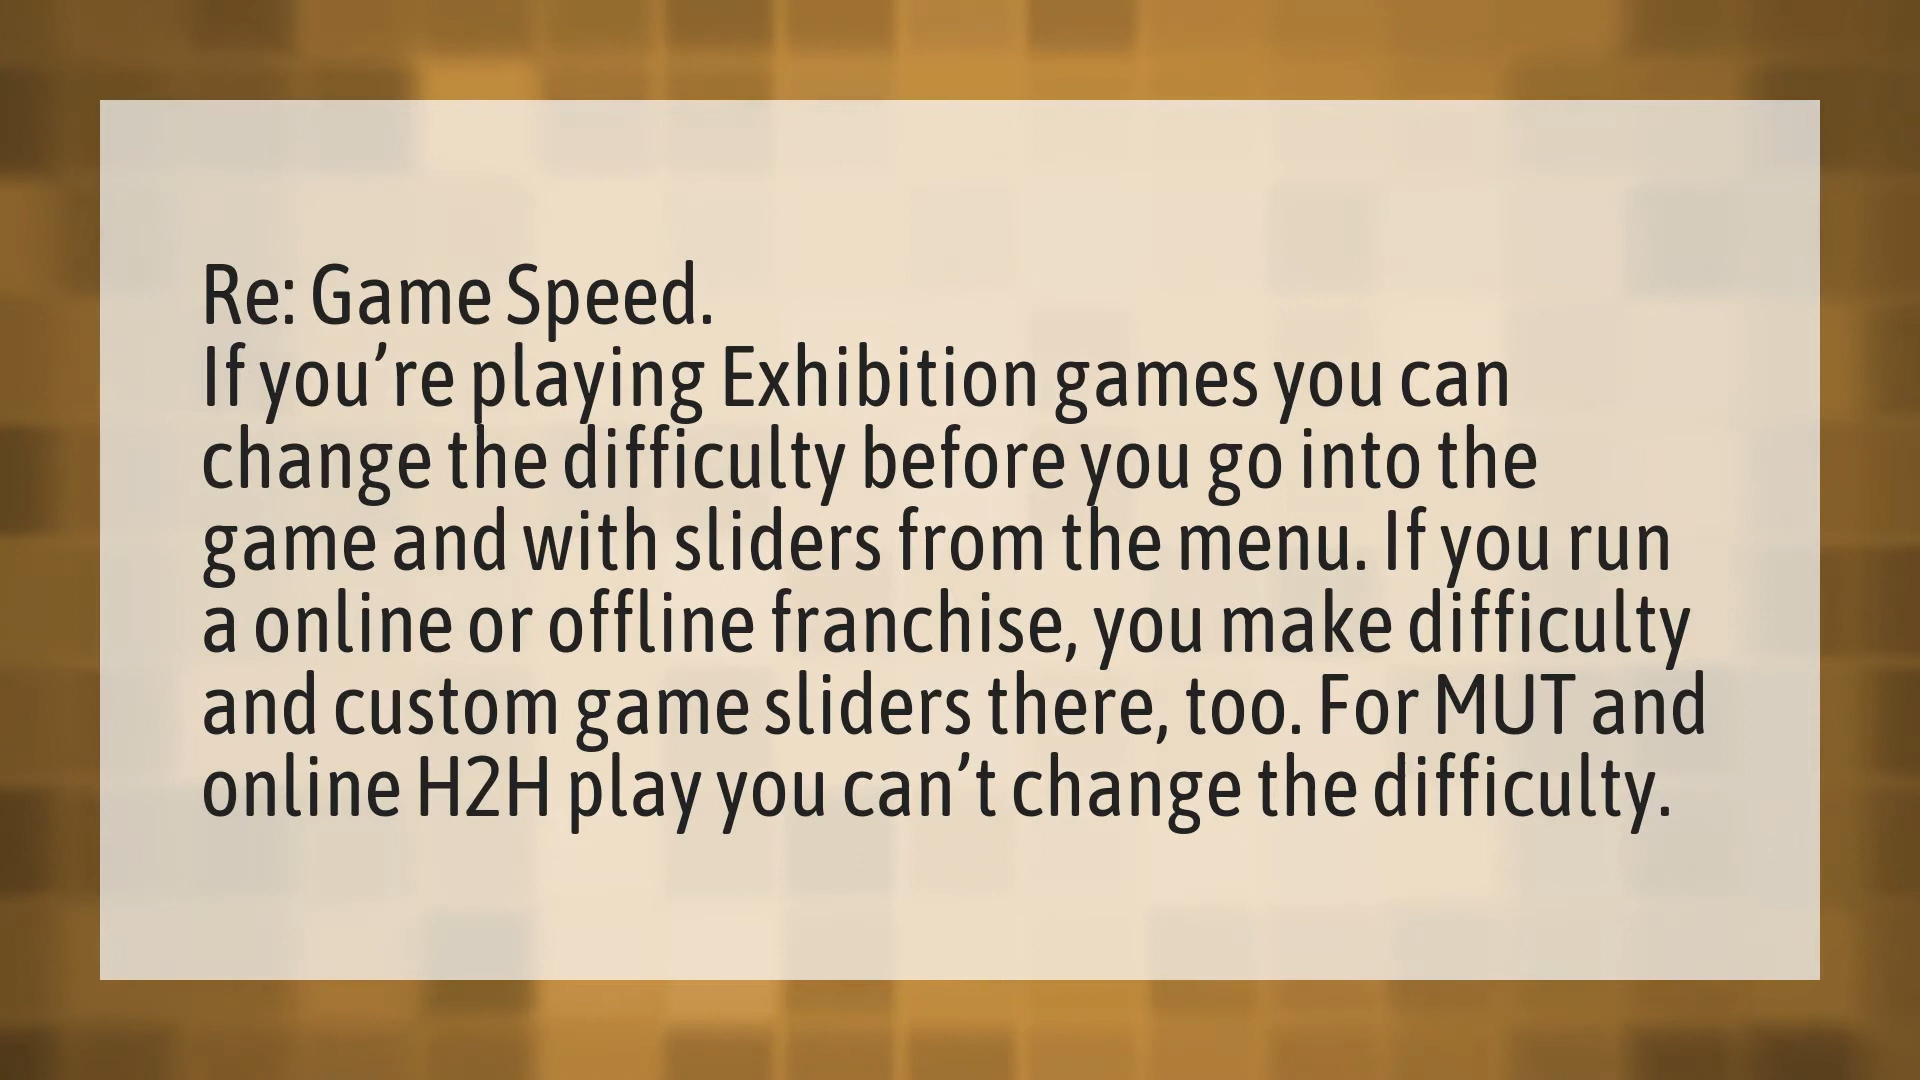 Re: Game Speed.
If you’re playing Exhibition games you can
change the difficulty before you go into the
game and with sliders from the menu. If you run
a online or offline franchise, you make difficulty
and custom game sliders there, too. For MUT and
online H2H play you can’t change the difficulty.